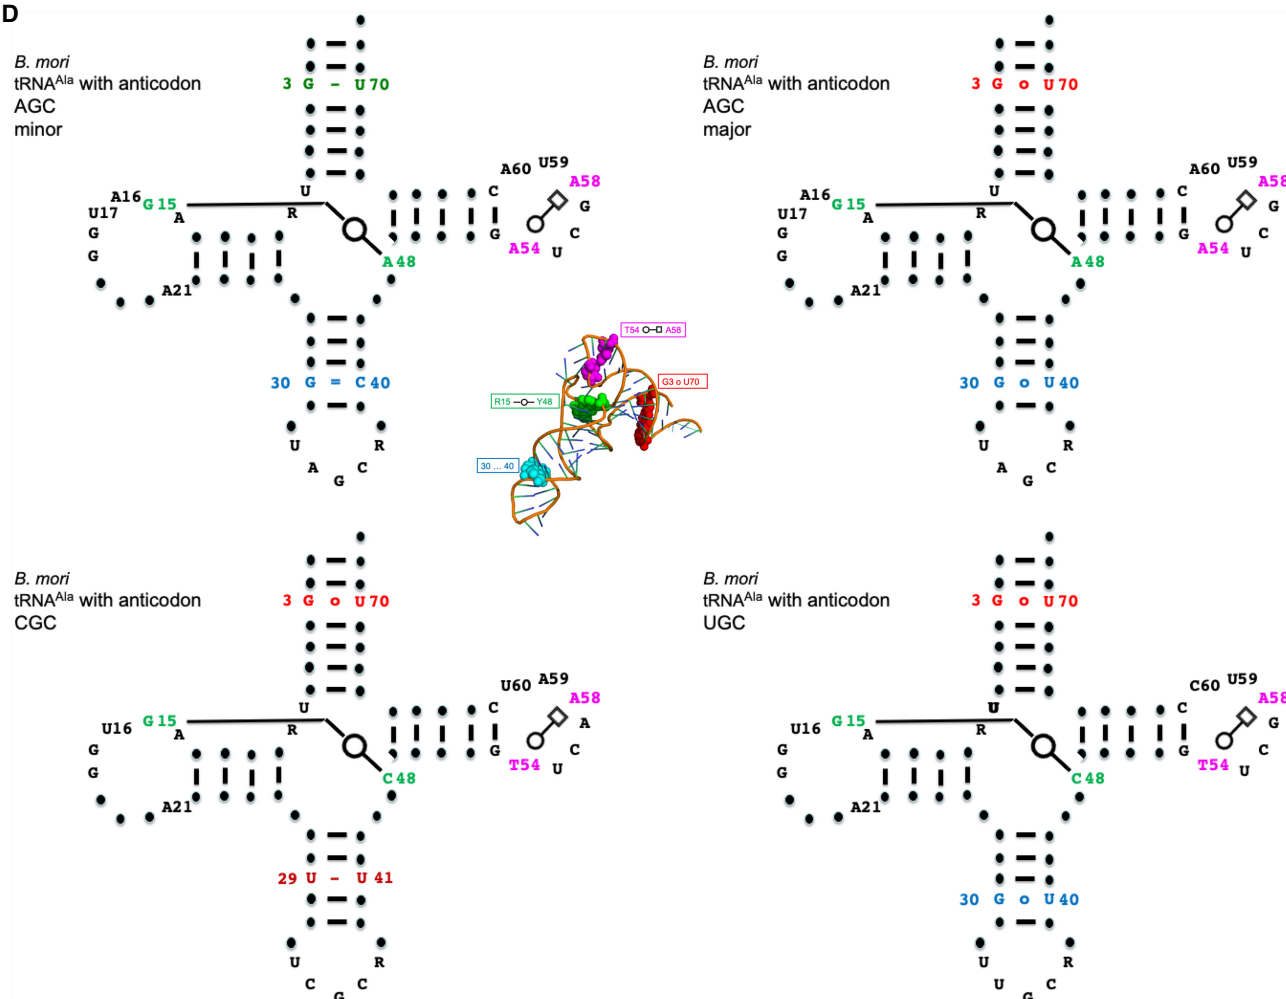 D
B. mori
tRNAAla with anticodon
AGC
minor
3 G – U 70
A60 U59
A58
G
C
U
A54
C
G
U
R
A16 G 15
U17 A
G
G
A21
A 48
30 G = C 40
U R
A C
G
B. mori
tRNAAla with anticodon
AGC
major
3 G o U 70
A60 U59
A58
G
C
U
A54
C
G
U
R
A16 G 15
U17 A
G
G
A21
A 48
30 G o U 40
U R
A C
G
T54 A58
G3 o U70
R15 Y48
30 ... 40
B. mori
tRNAAla with anticodon
CGC
3 G o U 70
U60 A59
A58
A
C
U
T54
C
G
U
R
U16 G 15
A
G
G
A21
C 48
29 U – U 41
U R
C C
G
B. mori
tRNAAla with anticodon
UGC
3 G o U 70
C60 U59
A58
G
C
U
T54
C
G
U
R
U16 G 15
A
G
G
A21
C 48
30 G o U 40
U R
U C
G